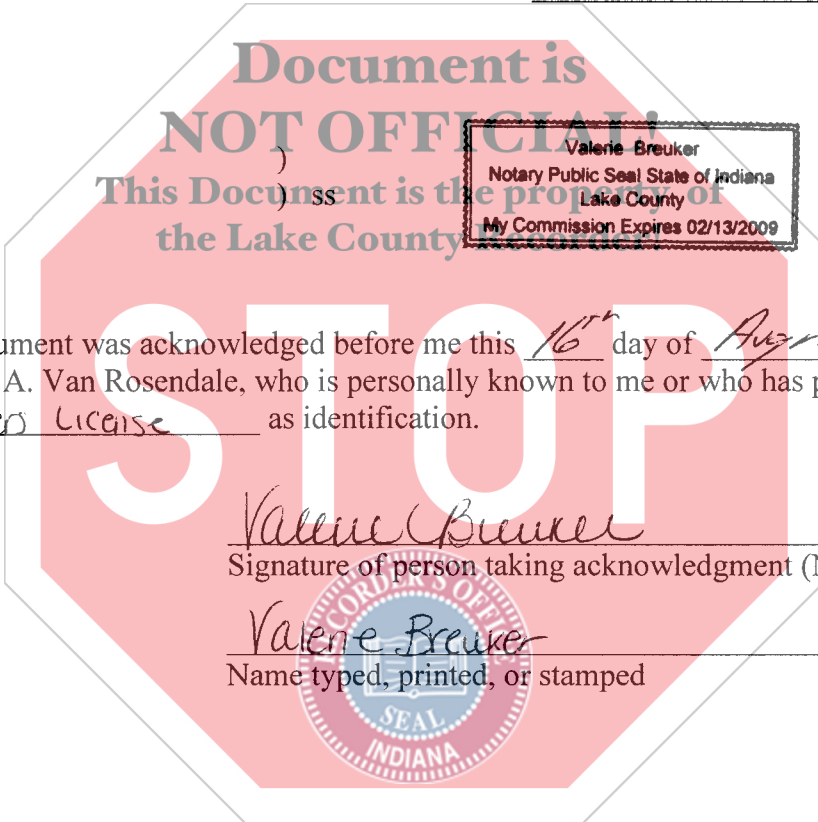 Document is
NOT OFFICIAL!
This Document is the property of
the Lake County Recorder!
)
) ss
Valerie Breuker
Notary Public Seal State of Indiana
Lake County
My Commission Expires 02/13/2009
STOP
ument was acknowledged before me this 16th day of
A. Van Rosendale, who is personally known to me or who has p
License as identification.
Valerie Breuker
Signature of person taking acknowledgment (N
Valerie Breuker
Name typed, printed, or stamped
RECORDER'S OFFICE
SEAL
INDIANA